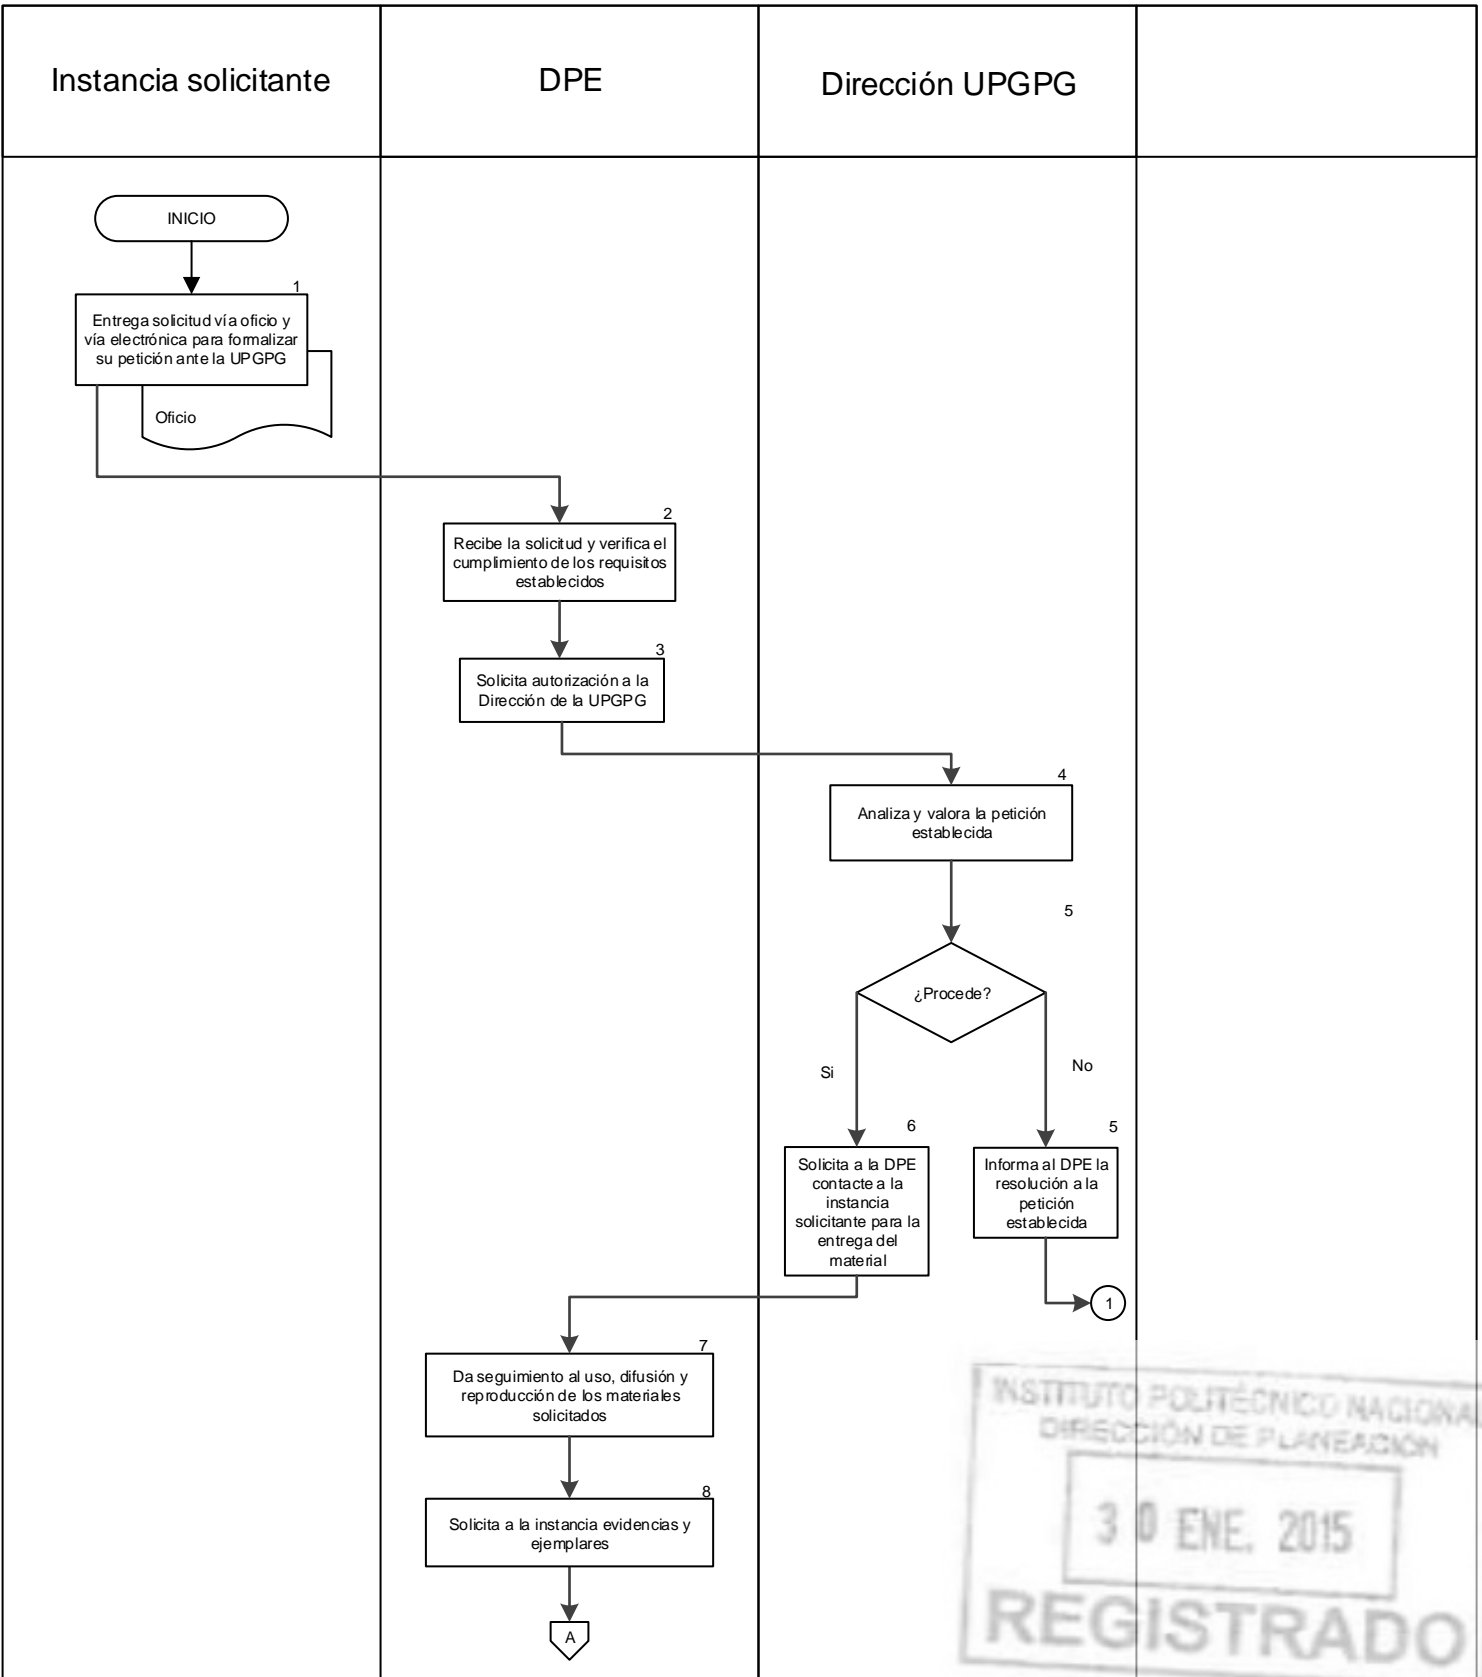 Instancia solicitante
DPE
Dirección UPGPG
INICIO
1
Entrega solicitud vía oficio y
vía electrónica para formalizar
su petición ante la UPGPG
Oficio
2
Recibe la solicitud y verifica el
cumplimiento de los requisitos
establecidos
3
Solicita autorización a la
Dirección de la UPGPG
4
Analiza y valora la petición
establecida
5
¿Procede?
Si
No
6
Solicita a la DPE
contacte a la
instancia
solicitante para la
entrega del
material
5
Informa al DPE la
resolución a la
petición
establecida
1
7
Da seguimiento al uso, difusión y
reproducción de los materiales
solicitados
8
Solicita a la instancia evidencias y
ejemplares
A
INSTITUTO POLITÉCNICO NACIONAL
DIRECCIÓN DE PLANEACIÓN
30 ENE. 2015
REGISTRADO